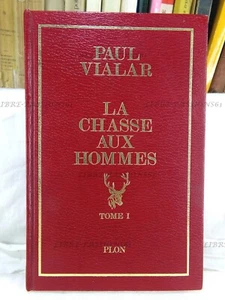 PAUL
VIALAR
LA
CHASSE
AUX
HOMMES
TOME I
PLON